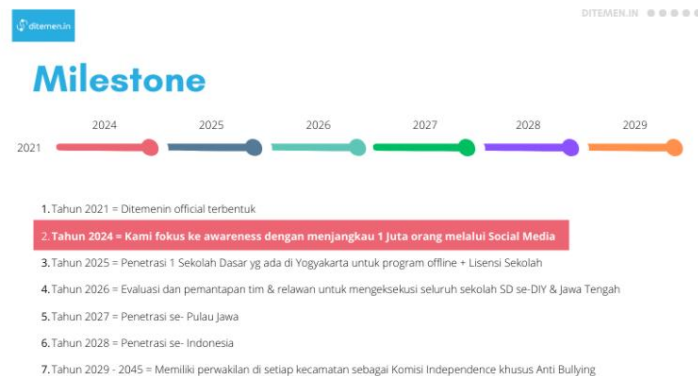 ditemen.in
DITEMEN.IN
Milestone
2024 2025 2026 2027 2028 2029
2021
1. Tahun 2021 = Ditemenin official terbentuk
2. Tahun 2024 = Kami fokus ke awareness dengan menjangkau 1 Juta orang melalui Social Media
3. Tahun 2025 = Penetrasi 1 Sekolah Dasar yg ada di Yogyakarta untuk program offline + Lisensi Sekolah
4. Tahun 2026 = Evaluasi dan pemantapan tim & relawan untuk mengeksekusi seluruh sekolah SD se-DIY & Jawa Tengah
5. Tahun 2027 = Penetrasi se- Pulau Jawa
6. Tahun 2028 = Penetrasi se- Indonesia
7. Tahun 2029 - 2045 = Memiliki perwakilan di setiap kecamatan sebagai Komisi Independence khusus Anti Bullying